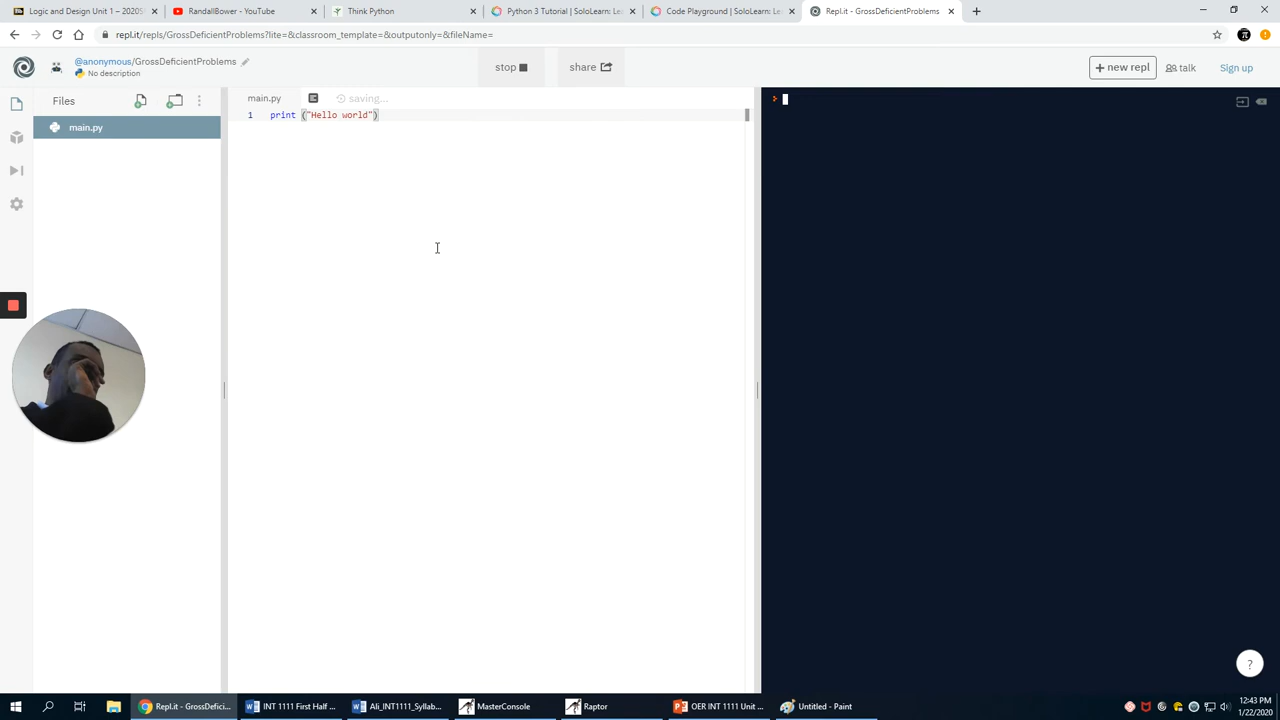 Logic and Design Unit 1 – 2020S
RandallBower - YouTube
Think Python
Python 3 Tutorial | SoloLearn: Le
Code Playground | SoloLearn: Le
Repl.it - GrossDeficientProblems
repl.it/repls/GrossDeficientProblems?lite=&classroom_template=&outputonly=&fileName=
@anonymous/GrossDeficientProblems
No description
stop
share
+ new repl
talk
Sign up
Files
main.py
saving...
main.py
1 print ("Hello world")
?
Repl.it - GrossDefici...
INT 1111 First Half ...
Ali_INT1111_Syllab...
MasterConsole
Raptor
OER INT 1111 Unit ...
Untitled - Paint
12:43 PM
1/22/2020